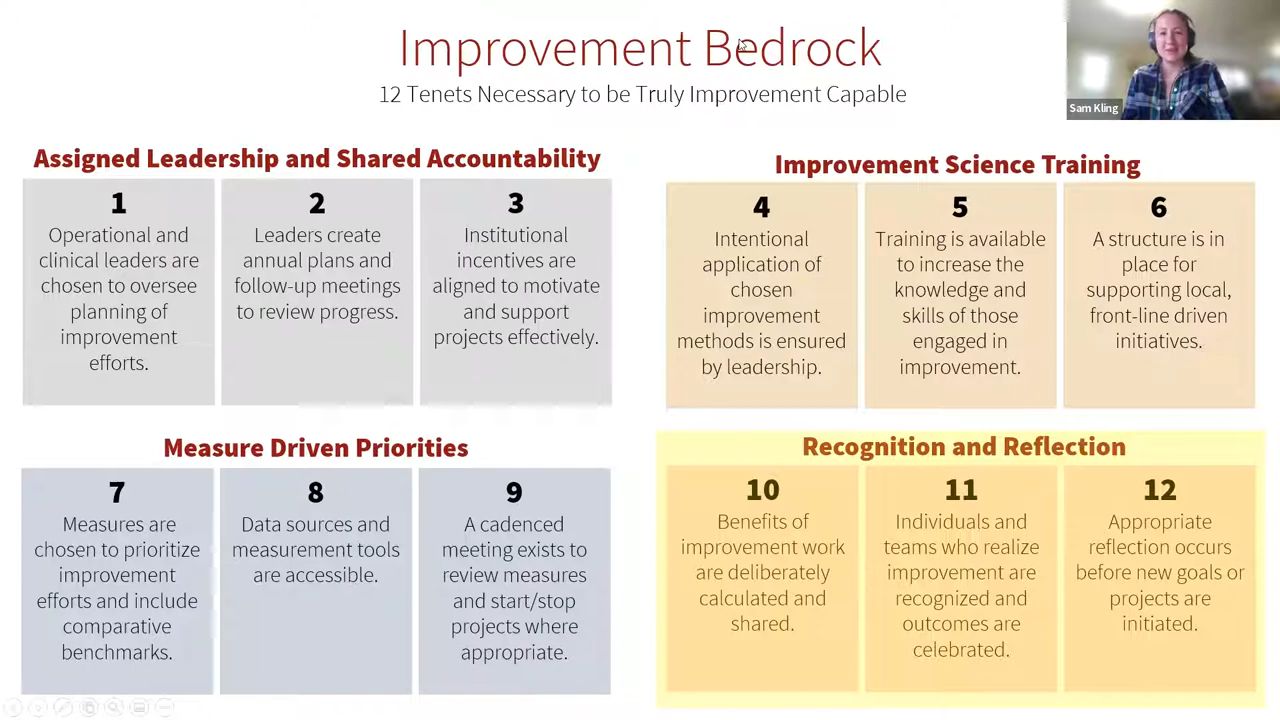 Improvement Bedrock
12 Tenets Necessary to be Truly Improvement Capable
Sam Kling
Assigned Leadership and Shared Accountability
1
Operational and
clinical leaders are
chosen to oversee
planning of
improvement
efforts.
2
Leaders create
annual plans and
follow-up meetings
to review progress.
3
Institutional
incentives are
aligned to motivate
and support
projects effectively.
Improvement Science Training
4
Intentional
application of
chosen
improvement
methods is ensured
by leadership.
5
Training is available
to increase the
knowledge and
skills of those
engaged in
improvement.
6
A structure is in
place for
supporting local,
front-line driven
initiatives.
Measure Driven Priorities
7
Measures are
chosen to prioritize
improvement
efforts and include
comparative
benchmarks.
8
Data sources and
measurement tools
are accessible.
9
A cadenced
meeting exists to
review measures
and start/stop
projects where
appropriate.
Recognition and Reflection
10
Benefits of
improvement work
are deliberately
calculated and
shared.
11
Individuals and
teams who realize
improvement are
recognized and
outcomes are
celebrated.
12
Appropriate
reflection occurs
before new goals or
projects are
initiated.